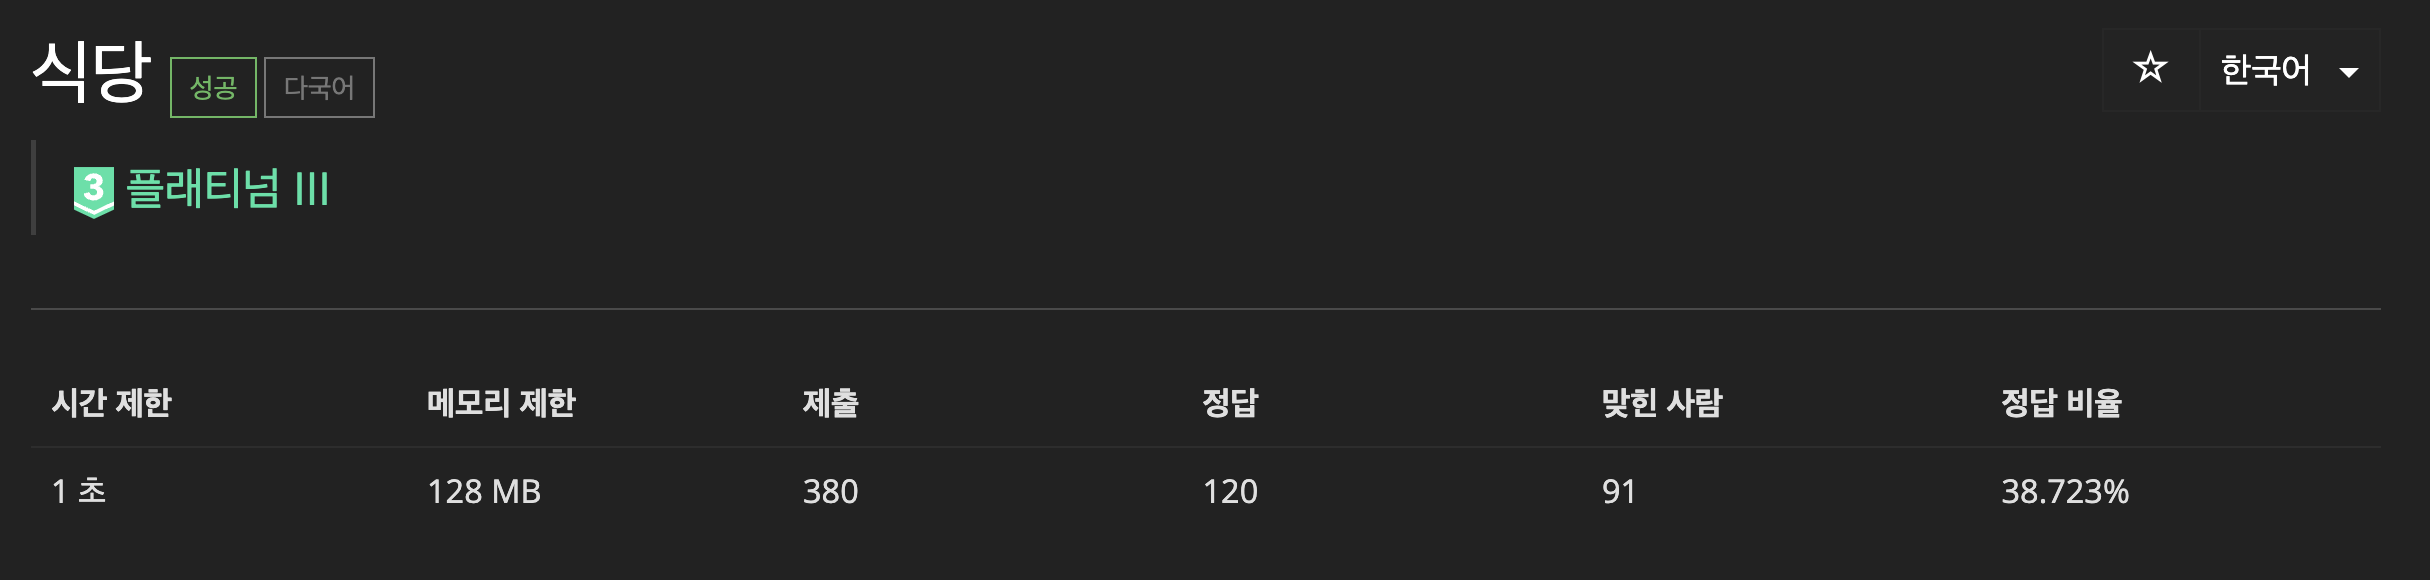 식당 성공 다국어 한국어
3 플래티넘 III
시간 제한 메모리 제한 제출 정답 맞힌 사람 정답 비율
1 초 128 MB 380 120 91 38.723%